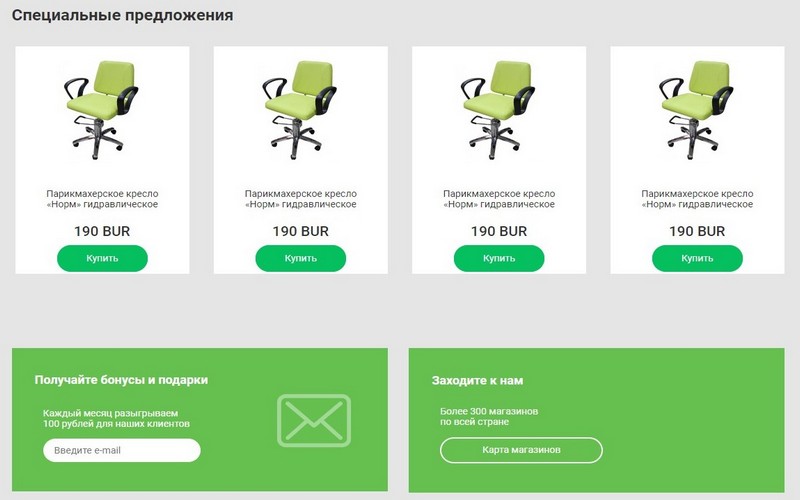 Специальные предложения
Парикмахерское кресло
«Норм» гидравлическое
190 BUR
Купить
Парикмахерское кресло
«Норм» гидравлическое
190 BUR
Купить
Парикмахерское кресло
«Норм» гидравлическое
190 BUR
Купить
Парикмахерское кресло
«Норм» гидравлическое
190 BUR
Купить
Получайте бонусы и подарки
Каждый месяц разыгрываем
100 рублей для наших клиентов
Введите e-mail
Заходите к нам
Более 300 магазинов
по всей стране
Карта магазинов